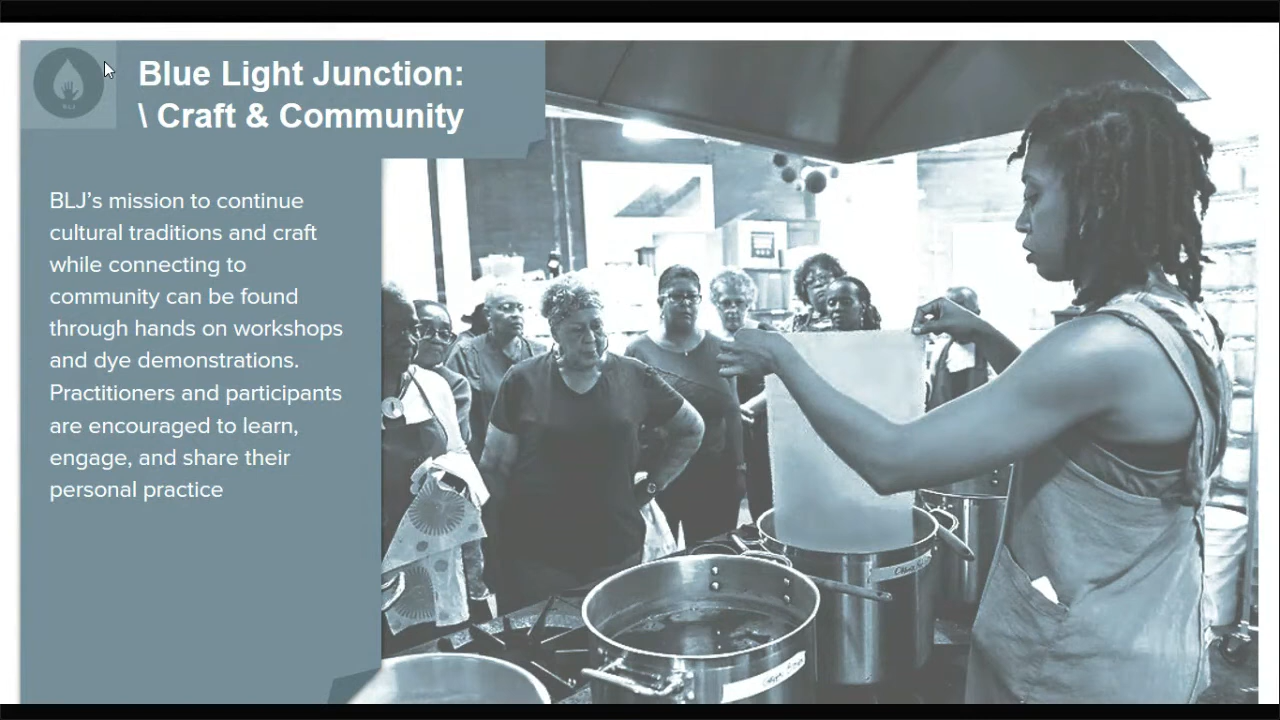 BLJ
Blue Light Junction:
\ Craft & Community
BLJ’s mission to continue
cultural traditions and craft
while connecting to
community can be found
through hands on workshops
and dye demonstrations.
Practitioners and participants
are encouraged to learn,
engage, and share their
personal practice